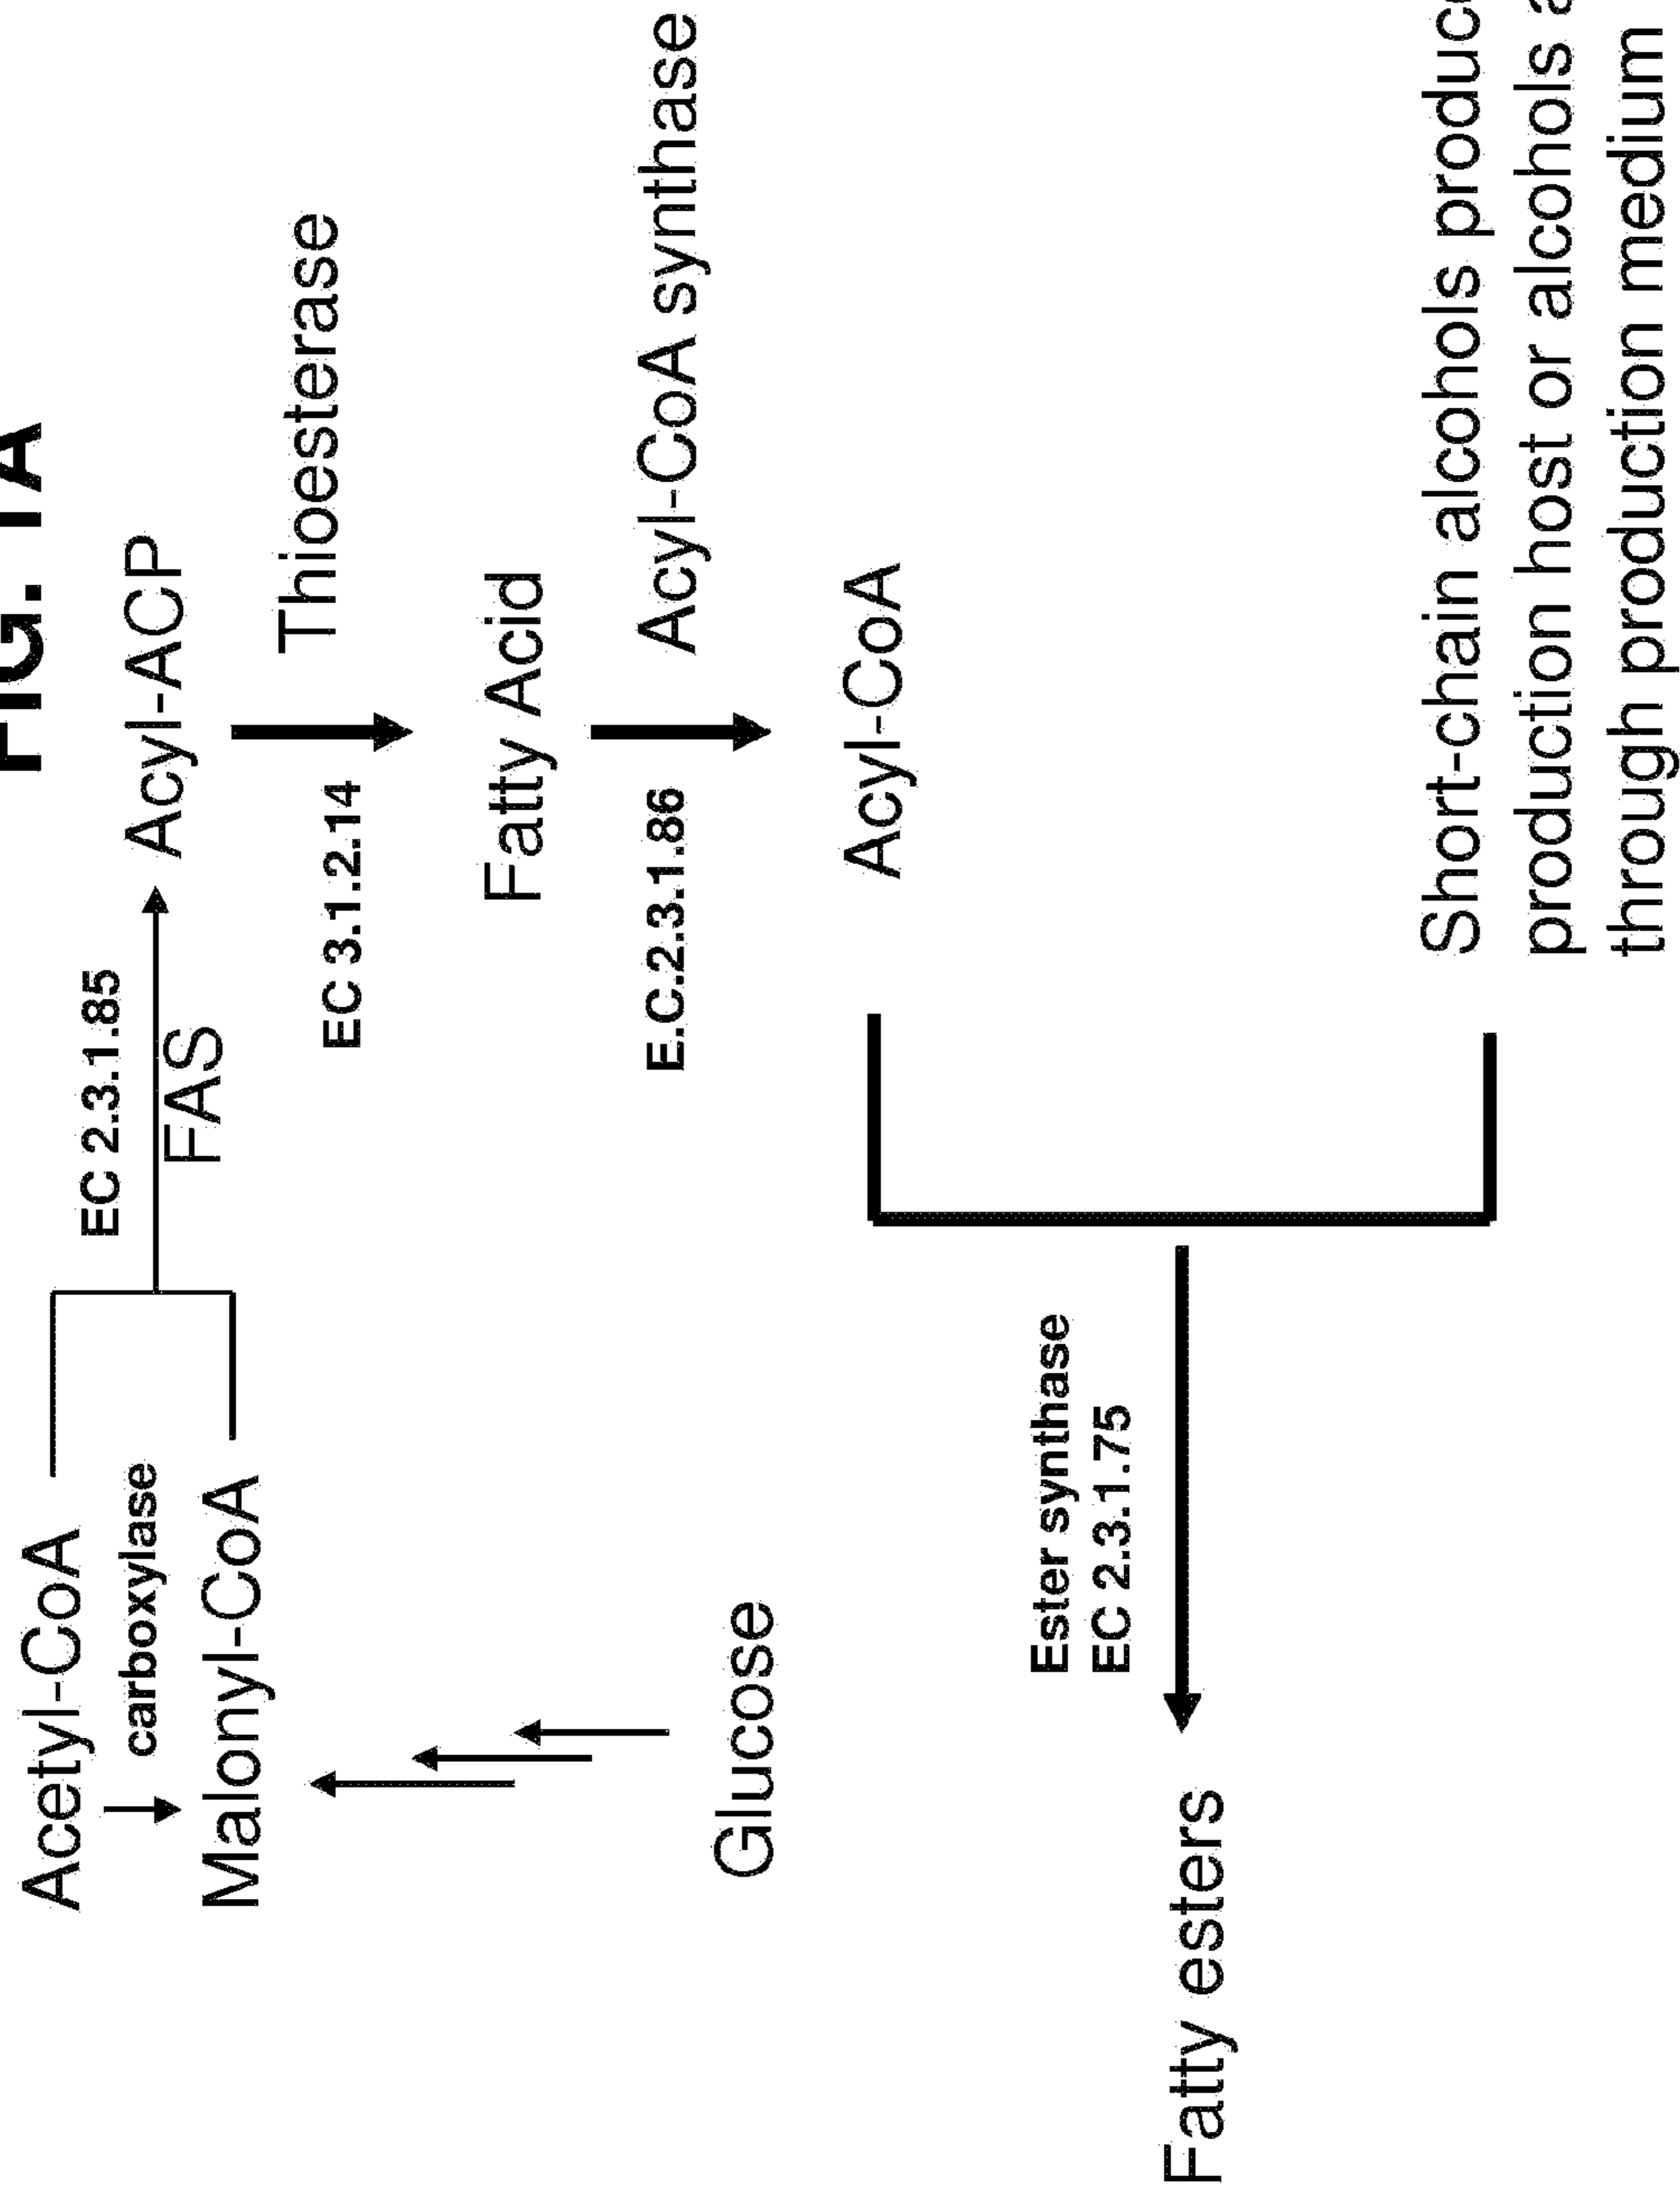 FIG. 1A
Acetyl-CoA
carboxylase
Malonyl-CoA
EC 2.3.1.85
FAS
Acyl-ACP
EC 3.1.2.14
Thioesterase
Fatty Acid
E.C.2.3.1.86
Acyl-CoA synthase
Acyl-CoA
Glucose
Ester synthase
EC 2.3.1.75
Fatty esters
Short-chain alcohols
production host or alcohols
through production medium